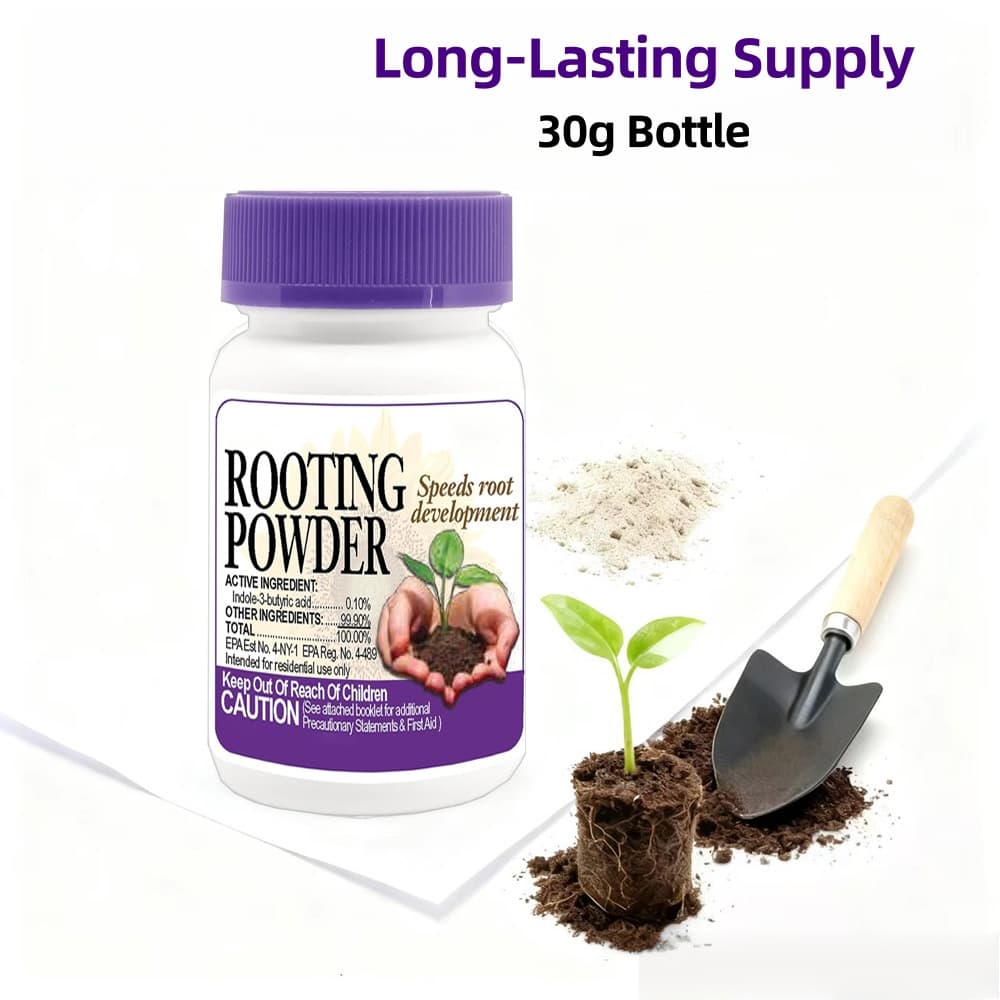 Long-Lasting Supply
30g Bottle
ROOTING
POWDER
Speeds root
development
ACTIVE INGREDIENT:
Indole-3-butyric acid............ 0.10%
OTHER INGREDIENTS: ..... 99.90%
TOTAL ............................ 100.00%
EPA Est No. 4-NY-1 EPA Reg. No. 4-489
Intended for residential use only
Keep Out Of Reach Of Children
CAUTION (See attached booklet for additional
Precautionary Statements & First Aid )